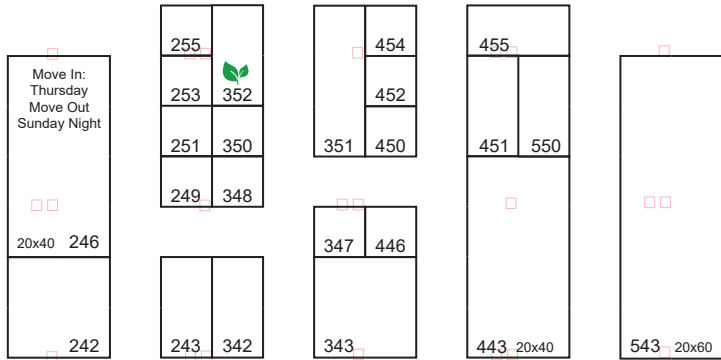 255
454
455
Move In:
Thursday
Move Out
Sunday Night
253
352
452
251
350
351
450
451
550
249
348
20x40 246
347
446
242
243
342
343
443 20x40
543 20x60